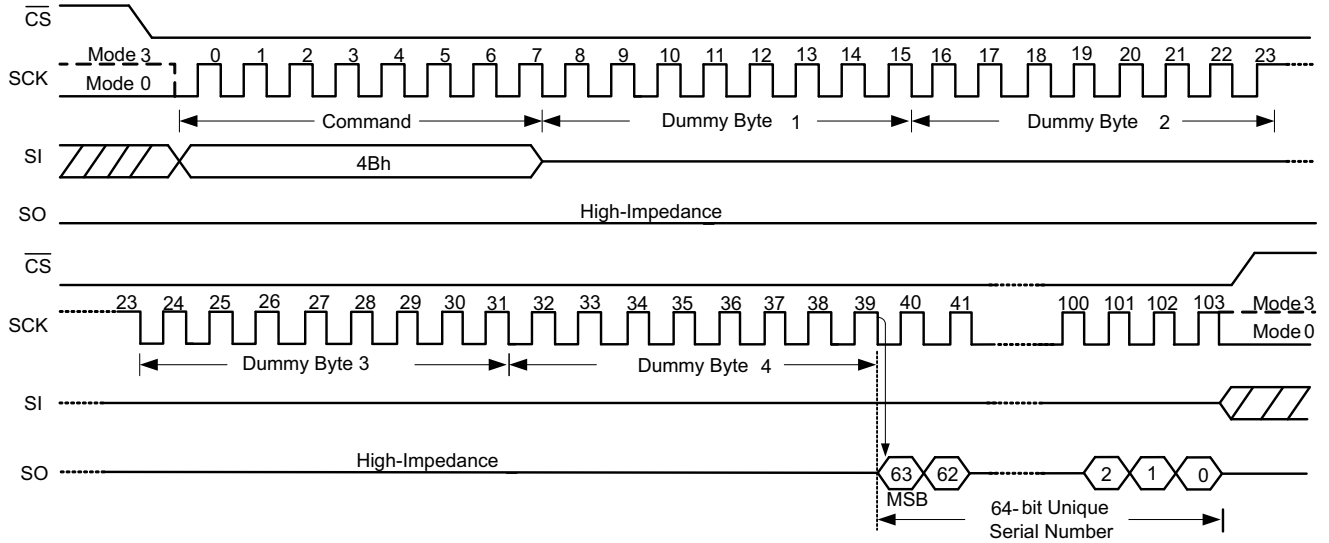 CS
Mode 3
0 1 2 3 4 5 6 7 8 9 10 11 12 13 14 15 16 17 18 19 20 21 22 23
SCK
Mode 0
Command Dummy Byte 1 Dummy Byte 2
SI
4Bh
SO
High-Impedance
CS
23 24 25 26 27 28 29 30 31 32 33 34 35 36 37 38 39 40 41 100 101 102 103 Mode 3
SCK
Mode 0
Dummy Byte 3 Dummy Byte 4
SI
High-Impedance
SO
63 62 2 1 0
MSB
64-bit Unique
Serial Number